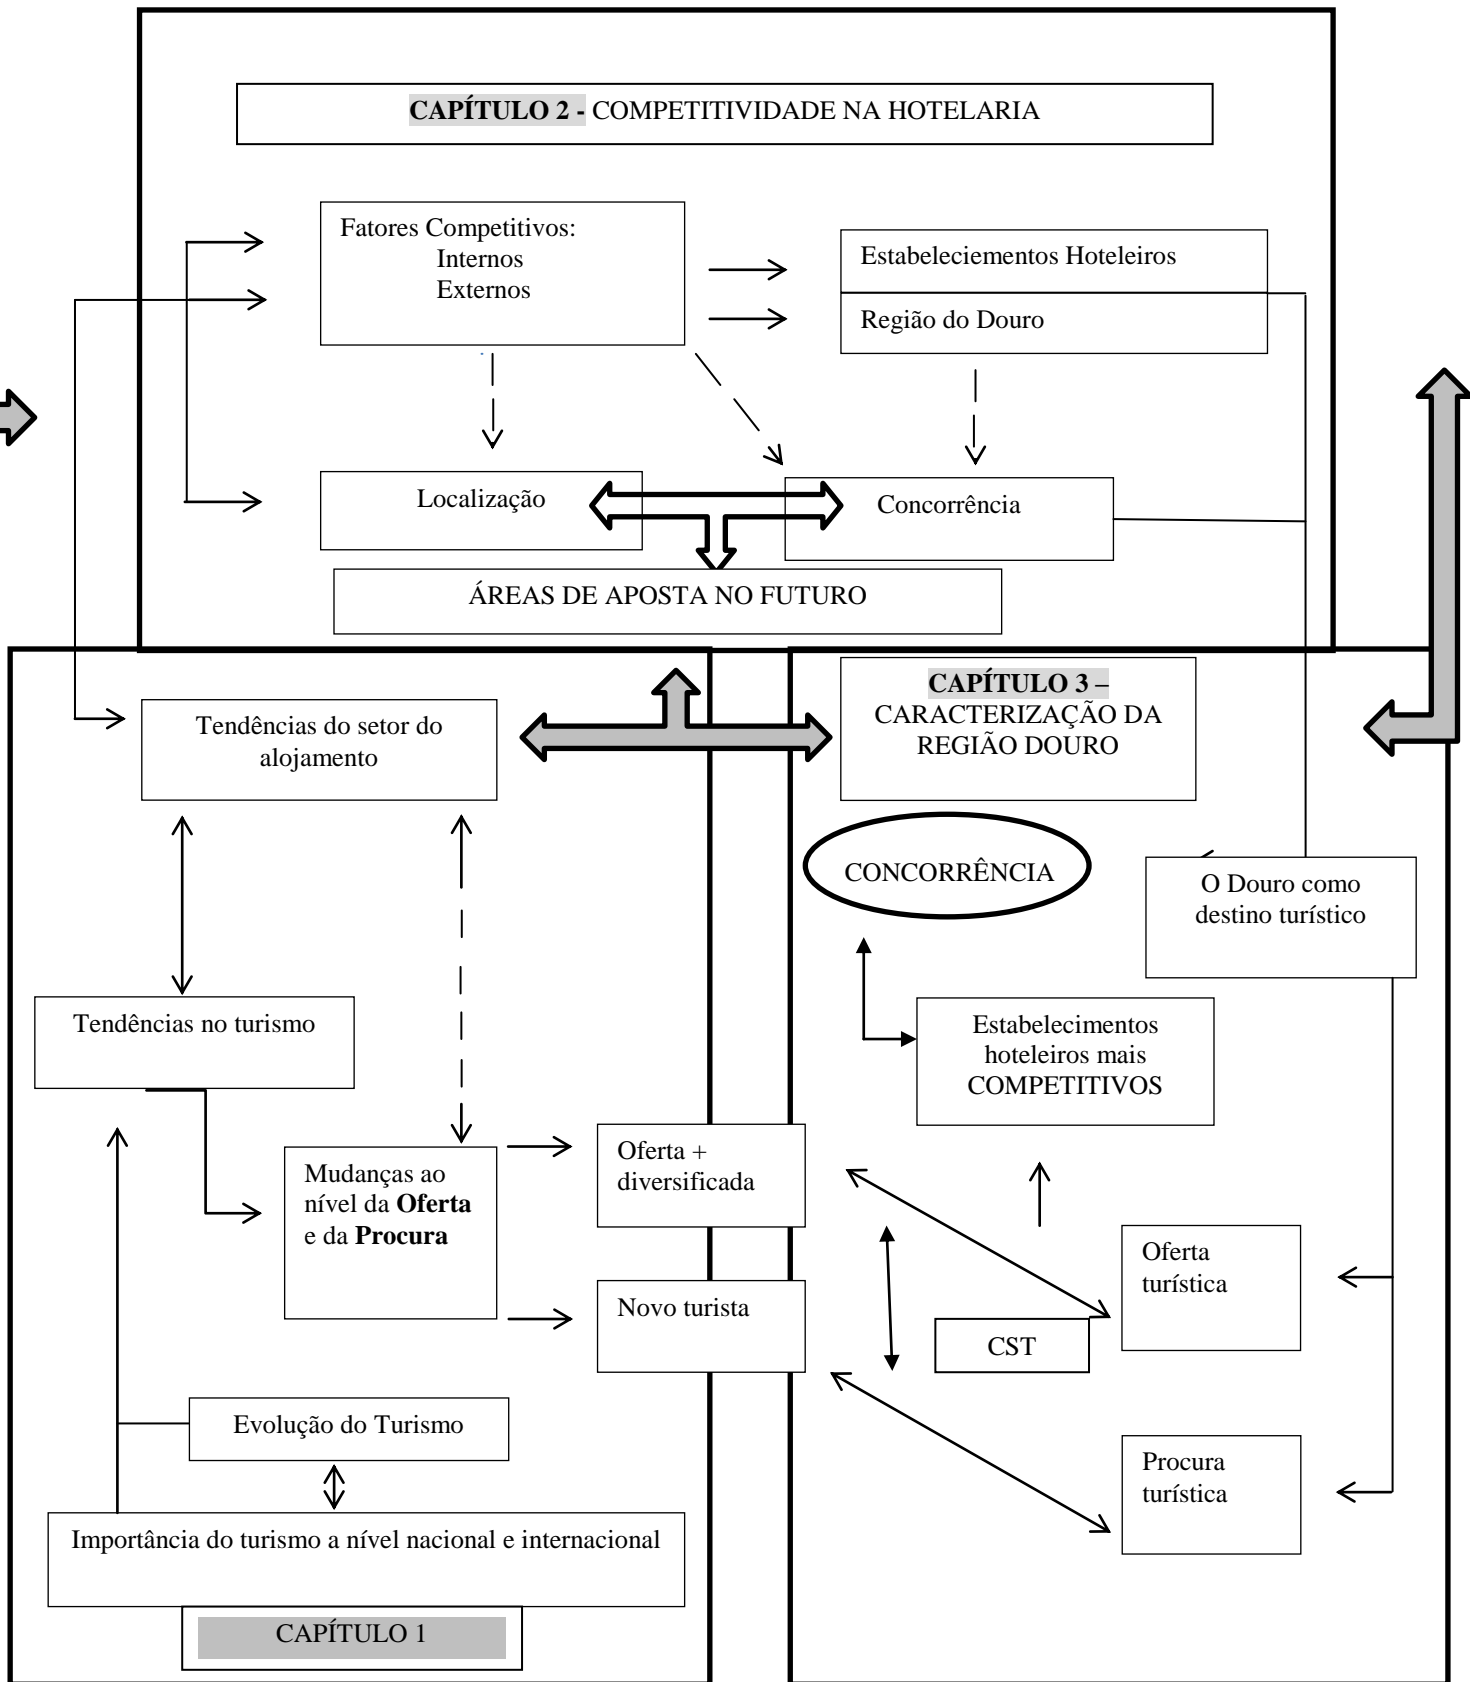 CAPÍTULO 2 - COMPETITIVIDADE NA HOTELARIA
Fatores Competitivos:
Internos
Externos
Estabeleciementos Hoteleiros
Região do Douro
Localização
Concorrência
ÁREAS DE APOSTA NO FUTURO
Tendências do setor do
alojamento
Tendências no turismo
Mudanças ao
nível da Oferta
e da Procura
Oferta +
diversificada
Novo turista
Evolução do Turismo
Importância do turismo a nível nacional e internacional
CAPÍTULO 1
CAPÍTULO 3 –
CARACTERIZAÇÃO DA
REGIÃO DOURO
CONCORRÊNCIA
O Douro como
destino turístico
Estabelecimentos
hoteleiros mais
COMPETITIVOS
Oferta
turística
CST
Procura
turística